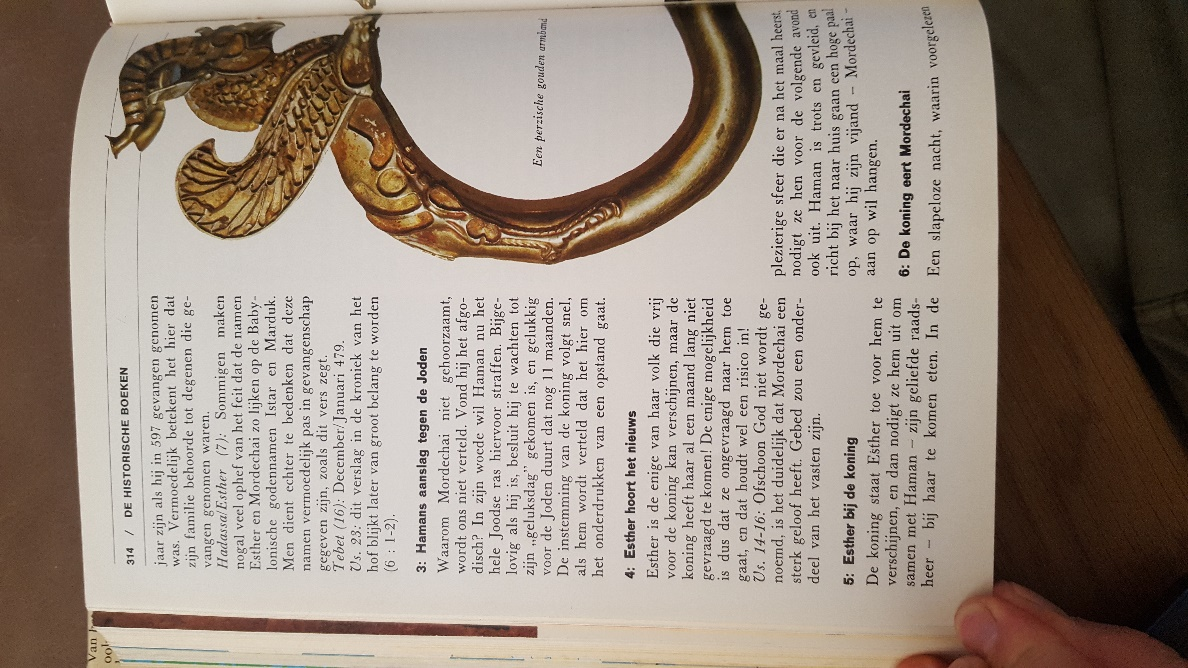 314 / DE HISTORISCHE BOEKEN
jaar zijn als hij in 597 gevangen genomen
was. Vermoedelijk betekent het hier dat
zijn familie behoorde tot degenen die ge-
vangen genomen waren.
Hadasa/Esther (7): Sommigen maken
nogal veel ophef van het feit dat de namen
Esther en Mordechai zo lijken op de Baby-
lonische godennamen Istar en Marduk.
Men dient echter te bedenken dat deze
namen vermoedelijk pas in gevangenschap
gegeven zijn, zoals dit vers zegt.
Tebet (16): December/Januari 479.
Vs. 23: dit verslag in de kroniek van het
hof blijkt later van groot belang te worden
(6 : 1-2).
3: Hamans aanslag tegen de Joden
Waarom Mordechai niet gehoorzaamt,
wordt ons niet verteld. Vond hij het afgo-
disch? In zijn woede wil Haman nu het
hele Joodse ras hiervoor straffen. Bijge-
lovig als hij is, besluit hij te wachten tot
zijn „geluksdag" gekomen is, en gelukkig
voor de Joden duurt dat nog 11 maanden.
De instemming van de koning volgt snel,
als hem wordt verteld dat het hier om
het onderdrukken van een opstand gaat.
4: Esther hoort het nieuws
Esther is de enige van haar volk die vrij
voor de koning kan verschijnen, maar de
koning heeft haar al een maand lang niet
gevraagd te komen! De enige mogelijkheid
is dus dat ze ongevraagd naar hem toe
gaat, en dat houdt wel een risico in!
Vs. 14-16: Ofschoon God niet wordt ge-
noemd, is het duidelijk dat Mordechai een
sterk geloof heeft. Gebed zou een onder-
deel van het vasten zijn.
5: Esther bij de koning
De koning staat Esther toe voor hem te
verschijnen, en dan nodigt ze hem uit om
samen met Haman – zijn geliefde raads-
heer – bij haar te komen eten. In de
Een perzische gouden armband
plezierige sfeer die er na het maal heerst,
nodigt ze hen voor de volgende avond
ook uit. Haman is trots en gevleid, en
richt bij het naar huis gaan een hoge paal
op, waar hij zijn vijand – Mordechai –
aan op wil hangen.
6: De koning eert Mordechai
Een slapeloze nacht, waarin voorgelezen